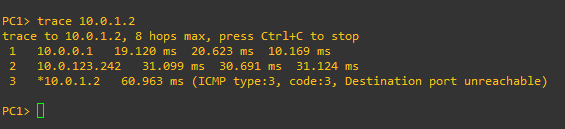 PC1> trace 10.0.1.2
trace to 10.0.1.2, 8 hops max, press Ctrl+C to stop
1 10.0.0.1 19.120 ms 20.623 ms 10.169 ms
2 10.0.123.242 31.099 ms 30.691 ms 31.124 ms
3 *10.0.1.2 60.963 ms (ICMP type:3, code:3, Destination port unreachable)
PC1>